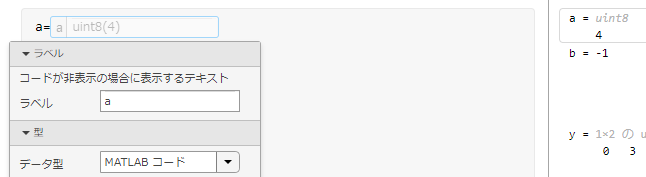 a= a uint8(4)
▼ラベル
コードが非表示の場合に表示するテキスト
ラベル a
▼型
データ型 MATLAB コード
a = uint8
4
b = -1
y = 1×2 の u
0 3